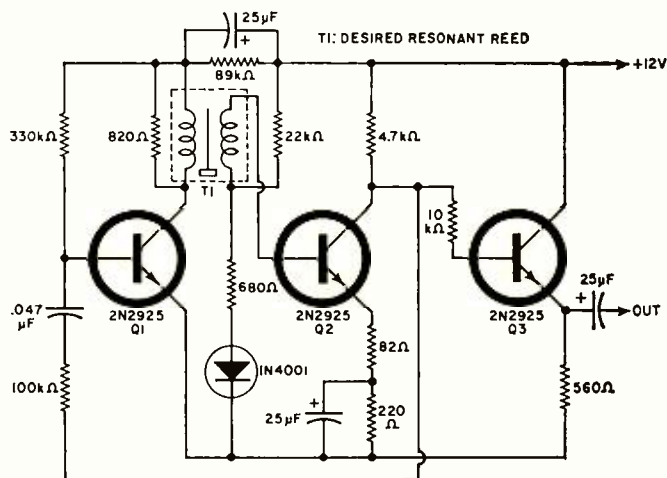 25µF
+
T1: DESIRED RESONANT REED
89kΩ
+12V
330kΩ
820Ω
22kΩ
4.7kΩ
T1
10
kΩ
25µF
+
.047
µF
2N2925
Q1
680Ω
2N2925
Q2
2N2925
Q3
OUT
82Ω
1N4001
100kΩ
+
25µF
220
Ω
560Ω